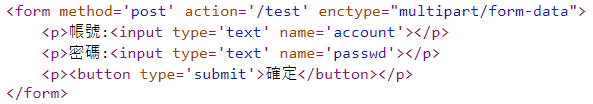 <form method='post' action='/test' enctype="multipart/form-data">
    <p>帳號:<input type='text' name='account'></p>
    <p>密碼:<input type='text' name='passwd'></p>
    <p><button type='submit'>確定</button></p>
</form>